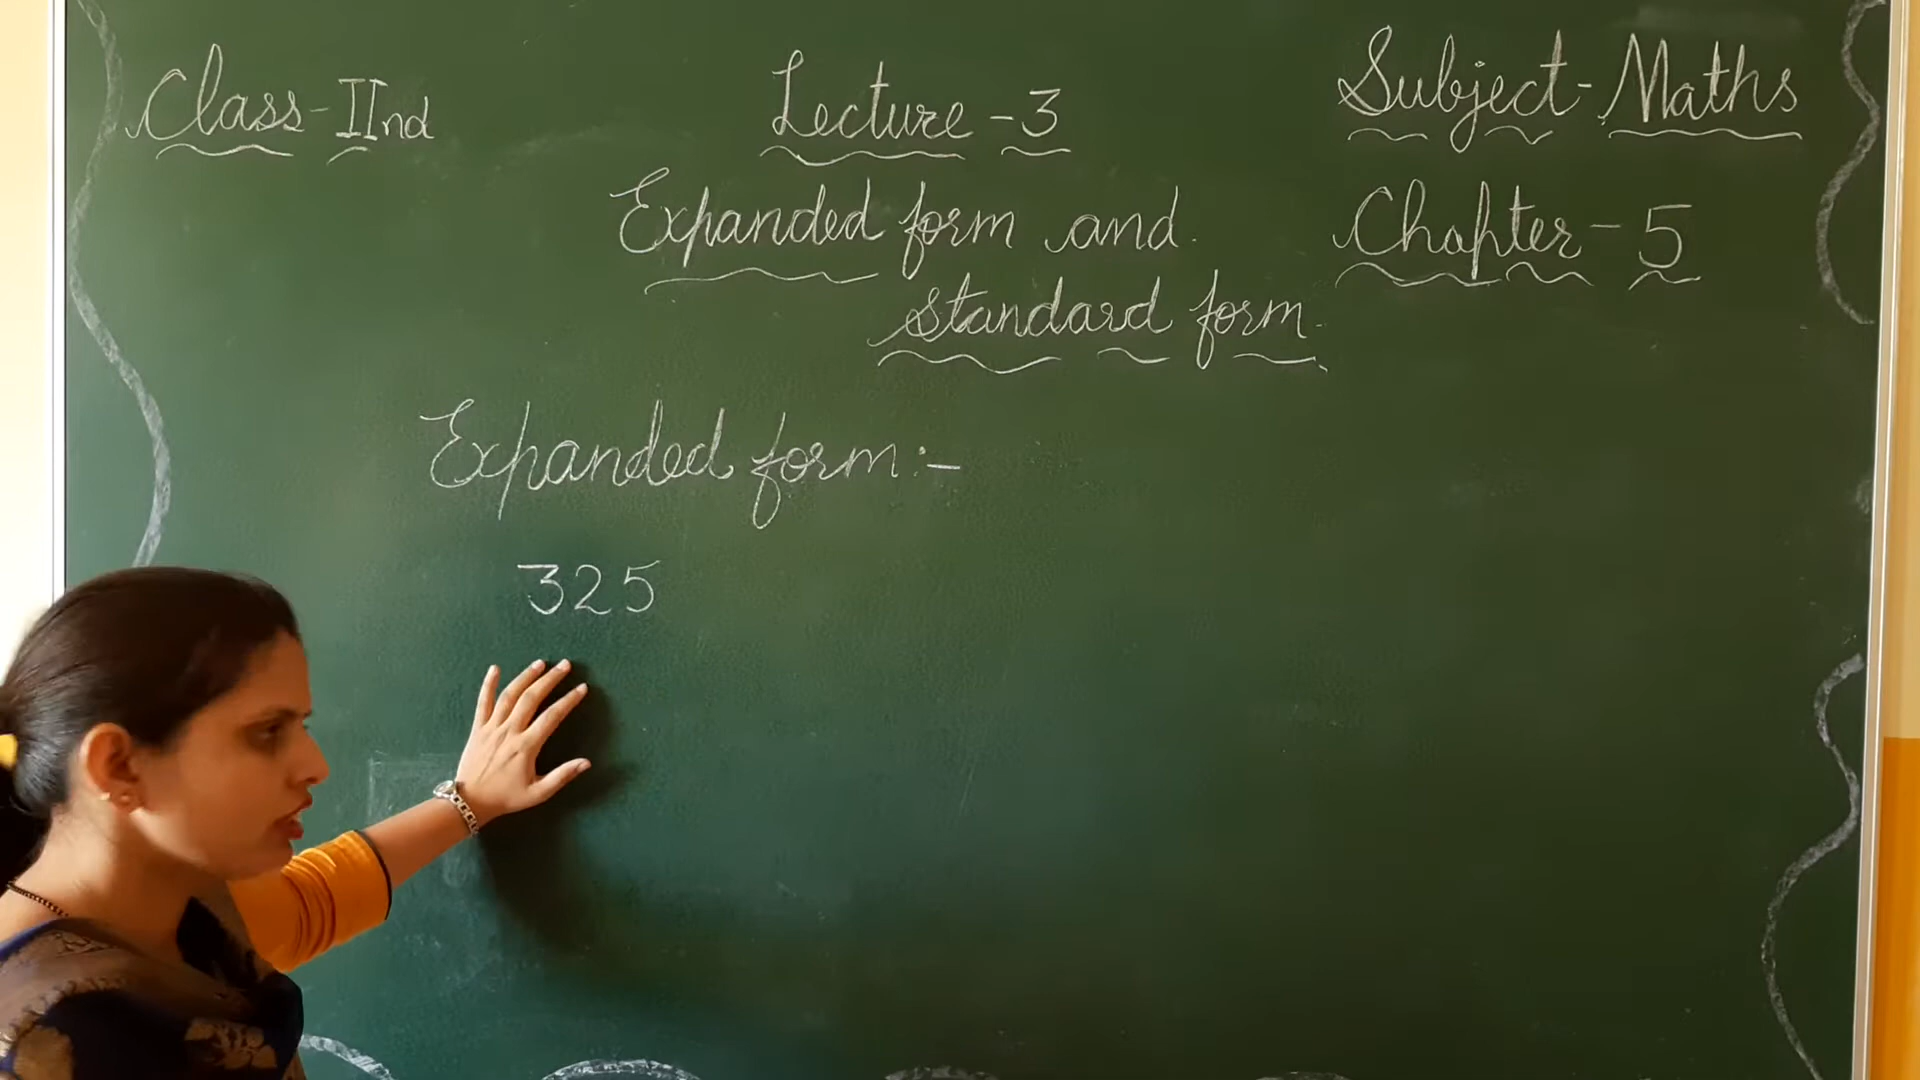 Class-IInd
Lecture-3
Subject-Maths
Expanded form and
standard form.
Chapter-5
Expanded form:-
325